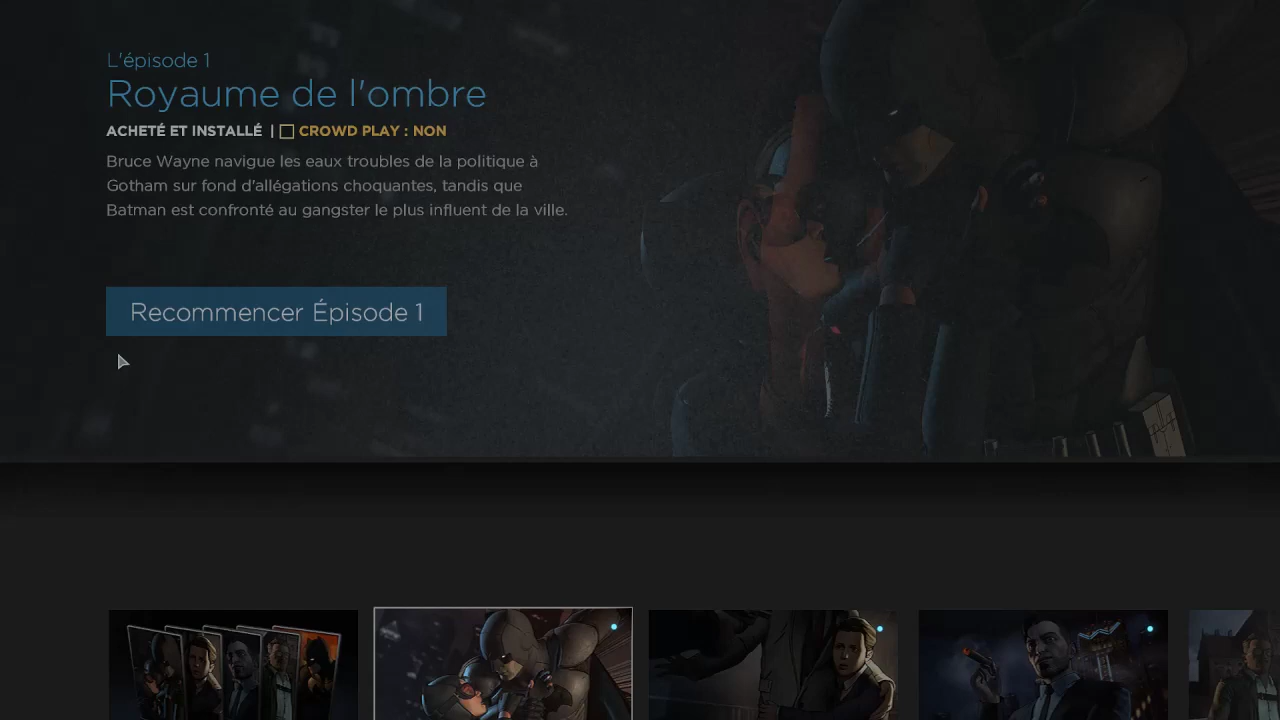 L'épisode 1
Royaume de l'ombre
ACHETÉ ET INSTALLÉ | CROWD PLAY : NON
Bruce Wayne navigue les eaux troubles de la politique à
Gotham sur fond d'allégations choquantes, tandis que
Batman est confronté au gangster le plus influent de la ville.
Recommencer Épisode 1